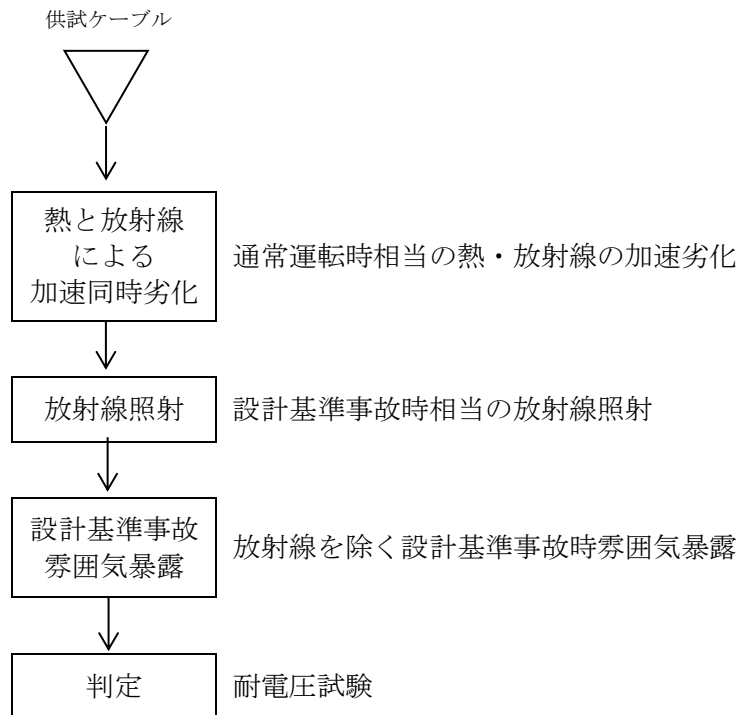 供試ケーブル
熱と放射線
による
加速同時劣化
通常運転時相当の熱・放射線の加速劣化
放射線照射
設計基準事故時相当の放射線照射
設計基準事故
雰囲気暴露
放射線を除く設計基準事故時雰囲気暴露
判定
耐電圧試験